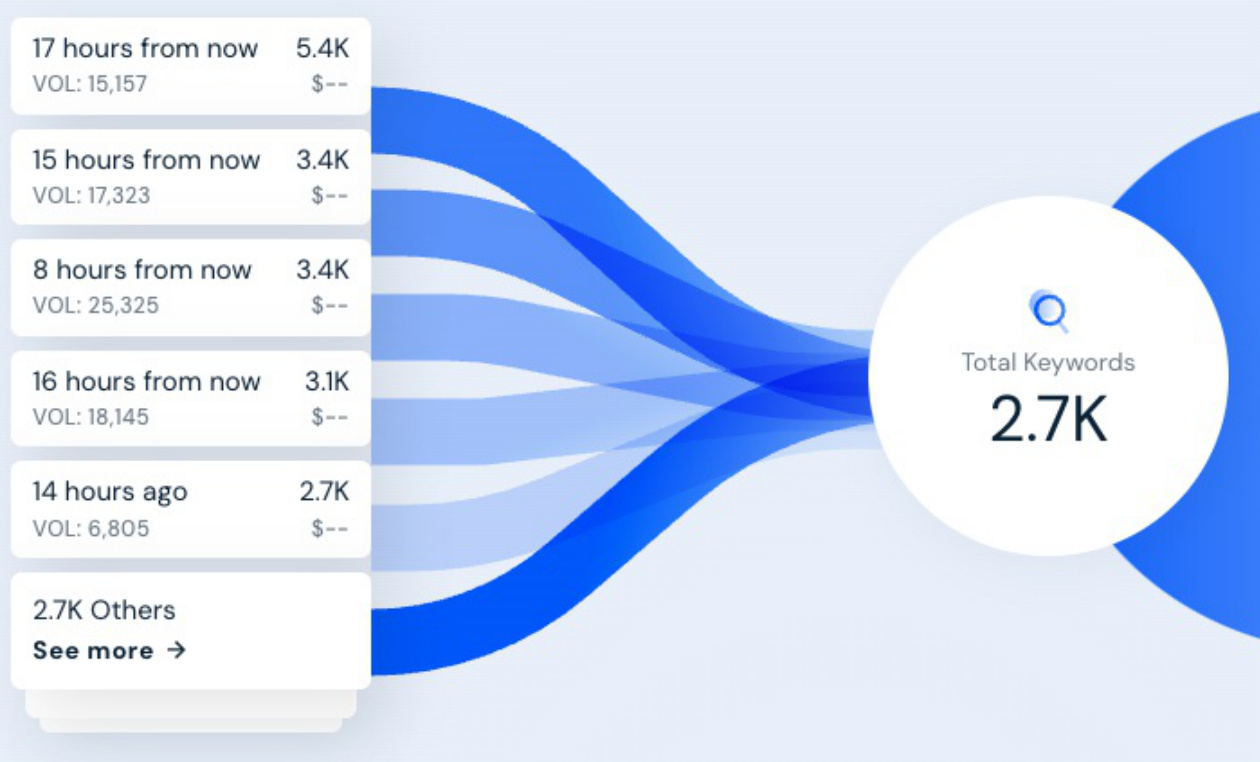 17 hours from now 5.4K
VOL: 15,157 $--
15 hours from now 3.4K
VOL: 17,323 $--
8 hours from now 3.4K
VOL: 25,325 $--
16 hours from now 3.1K
VOL: 18,145 $--
14 hours ago 2.7K
VOL: 6,805 $--
2.7K Others
See more →
Total Keywords
2.7K